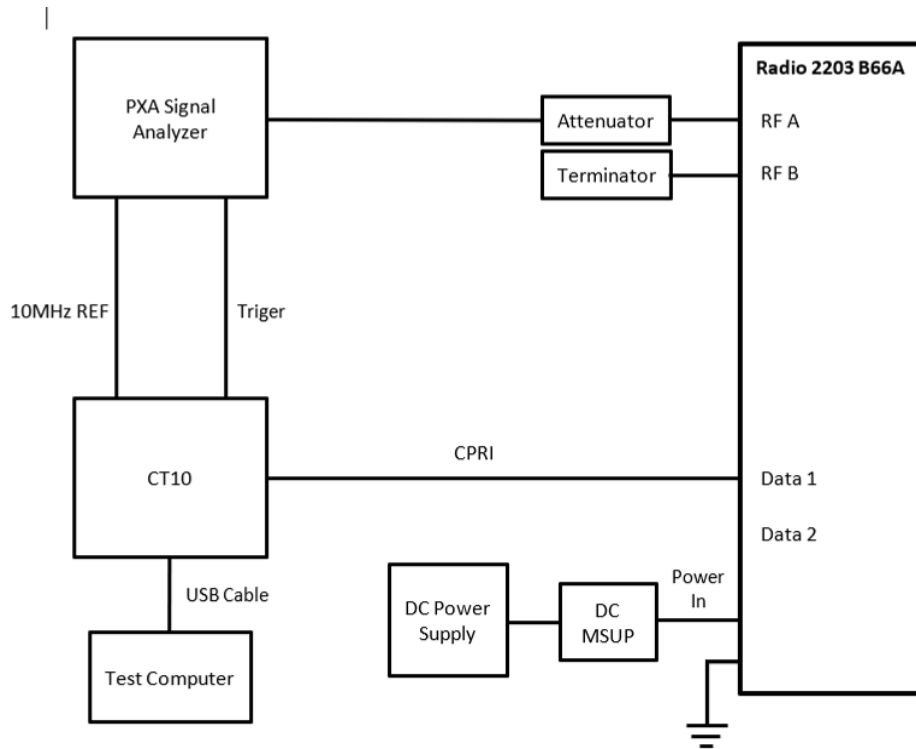 Radio 2203 B66A
PXA Signal
Analyzer
Attenuator
RF A
Terminator
RF B
10MHz REF
Triger
CPRI
CT10
Data 1
Data 2
USB Cable
Power
In
DC Power
Supply
DC
MSUP
Test Computer